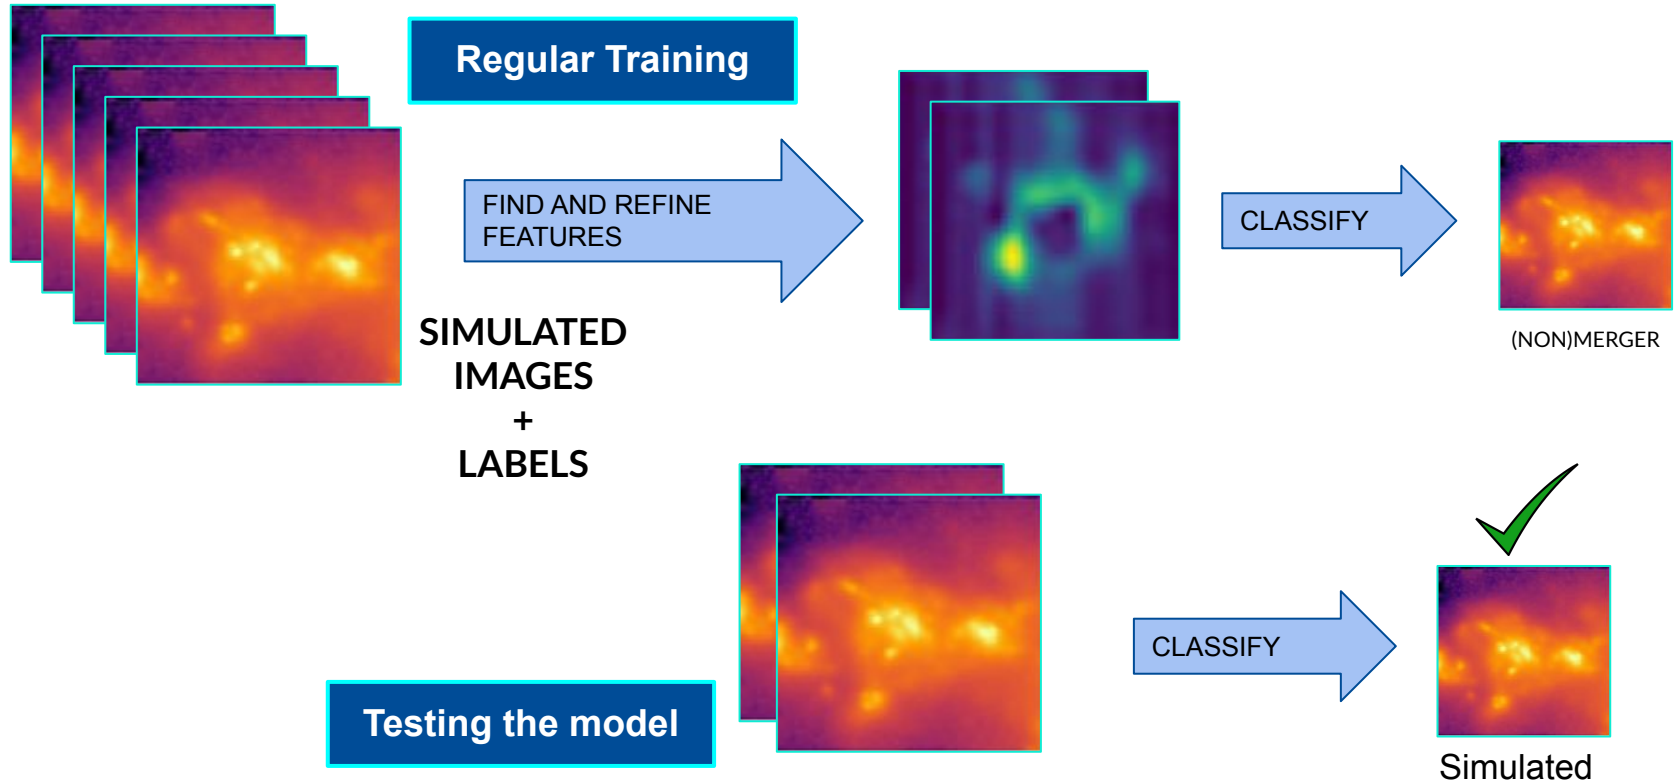 Regular Training
FIND AND REFINE
FEATURES
CLASSIFY
(NON)MERGER
SIMULATED
IMAGES
+
LABELS
CLASSIFY
Testing the model
Simulated